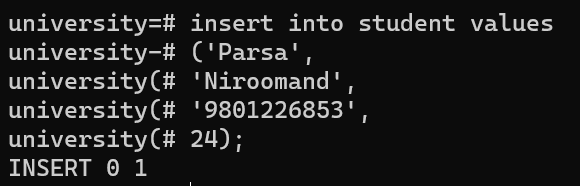 university=# insert into student values
university-# ('Parsa',
university(# 'Niroomand',
university(# '9801226853',
university(# 24);
INSERT 0 1